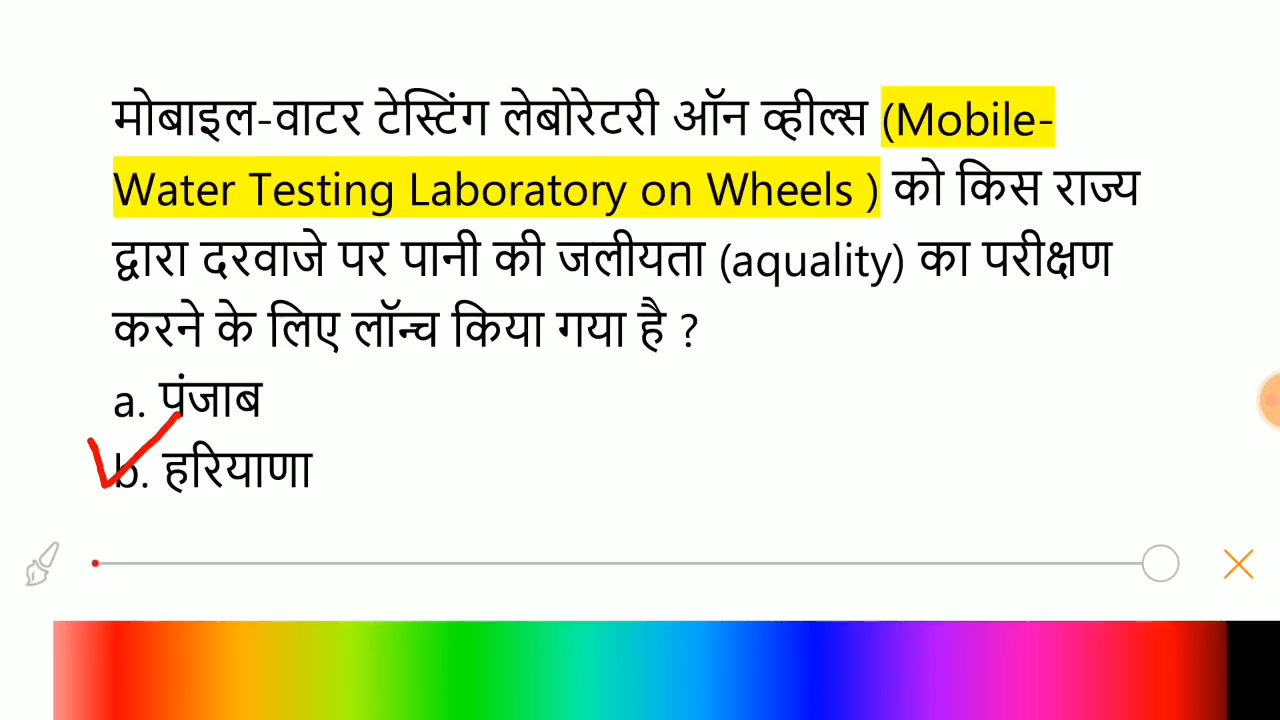 मोबाइल-वाटर टेस्टिंग लेबोरेटरी ऑन व्हील्स (Mobile-
Water Testing Laboratory on Wheels ) को किस राज्य
द्वारा दरवाजे पर पानी की जलीयता (aquality) का परीक्षण
करने के लिए लॉन्च किया गया है ?
a. पंजाब
b. हरियाणा